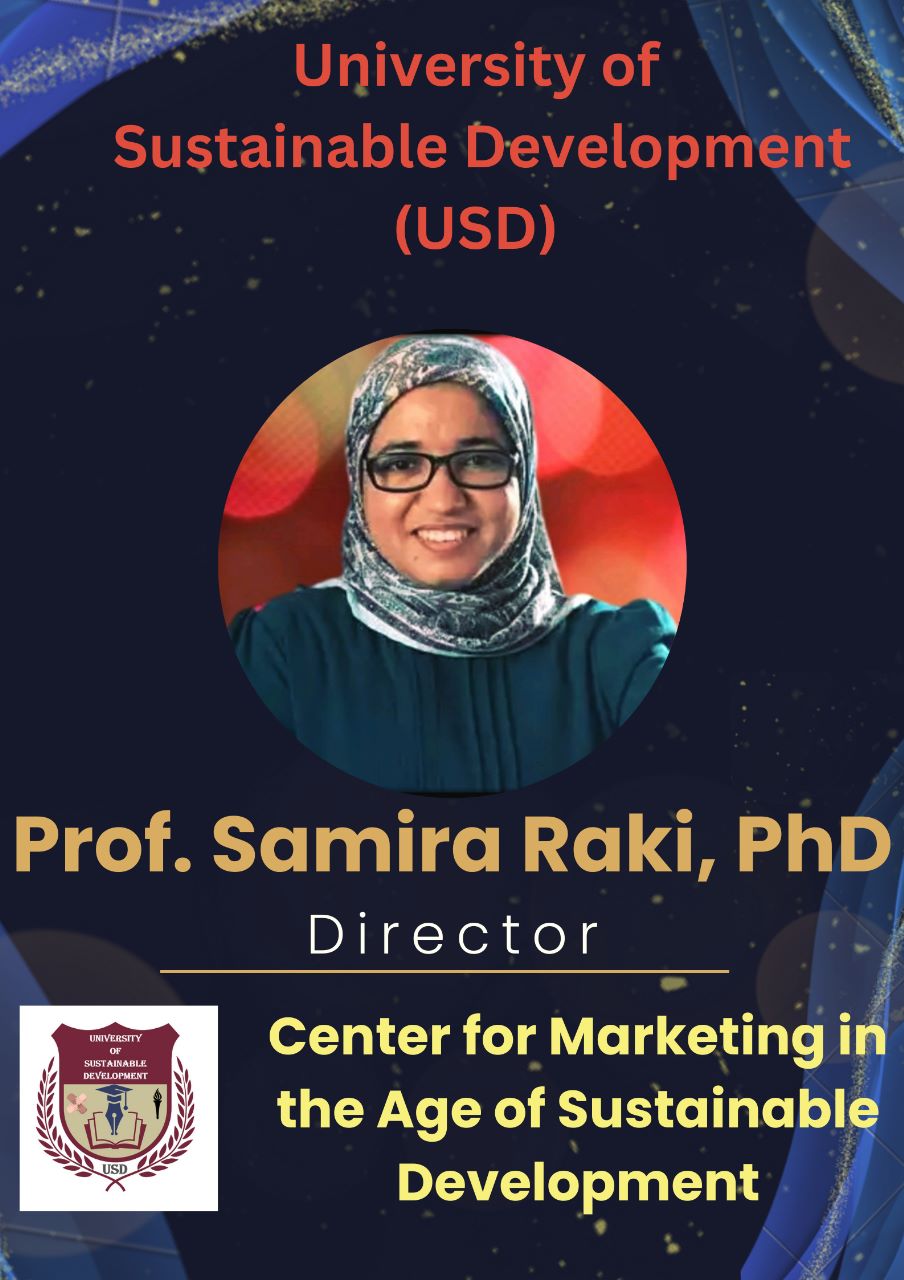 University of
Sustainable Development
(USD)
Prof. Samira Raki, PhD
Director
UNIVERSITY
OF
SUSTAINABLE
DEVELOPMENT
USD
Center for Marketing in
the Age of Sustainable
Development